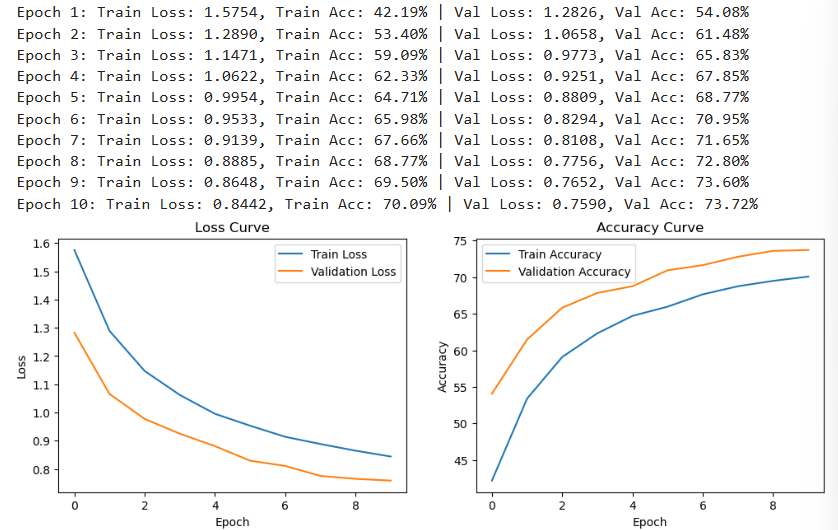 Epoch 1: Train Loss: 1.5754, Train Acc: 42.19% | Val Loss: 1.2826, Val Acc: 54.08%
Epoch 2: Train Loss: 1.2890, Train Acc: 53.40% | Val Loss: 1.0658, Val Acc: 61.48%
Epoch 3: Train Loss: 1.1471, Train Acc: 59.09% | Val Loss: 0.9773, Val Acc: 65.83%
Epoch 4: Train Loss: 1.0622, Train Acc: 62.33% | Val Loss: 0.9251, Val Acc: 67.85%
Epoch 5: Train Loss: 0.9954, Train Acc: 64.71% | Val Loss: 0.8809, Val Acc: 68.77%
Epoch 6: Train Loss: 0.9533, Train Acc: 65.98% | Val Loss: 0.8294, Val Acc: 70.95%
Epoch 7: Train Loss: 0.9139, Train Acc: 67.66% | Val Loss: 0.8108, Val Acc: 71.65%
Epoch 8: Train Loss: 0.8885, Train Acc: 68.77% | Val Loss: 0.7756, Val Acc: 72.80%
Epoch 9: Train Loss: 0.8648, Train Acc: 69.50% | Val Loss: 0.7652, Val Acc: 73.60%
Epoch 10: Train Loss: 0.8442, Train Acc: 70.09% | Val Loss: 0.7590, Val Acc: 73.72%
Loss Curve
Train Loss
Validation Loss
Loss
1.6
1.5
1.4
1.3
1.2
1.1
1.0
0.9
0.8
0 2 4 6 8
Epoch
Accuracy Curve
Train Accuracy
Validation Accuracy
Accuracy
75
70
65
60
55
50
45
0 2 4 6 8
Epoch